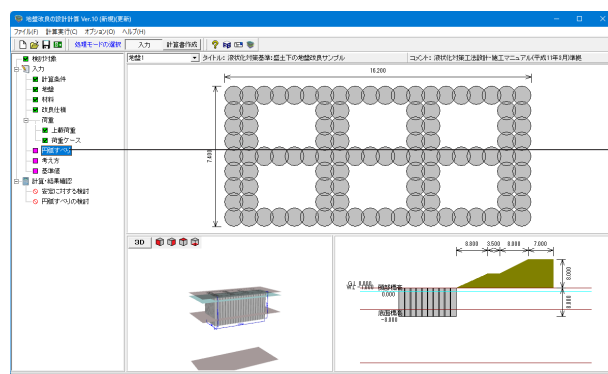 地盤改良の設計計算 Ver.10 (新規)(更新)
ファイル(F) 計算実行(C) オプション(O) ヘルプ(H)
処理モードの選択 入力 計算書作成
地盤1 タイトル: 液状化対策基準:盛土下の地盤改良サンプル コメント: 液状化対策工法設計・施工マニュアル(平成11年3月)準拠
検討対象
入力
計算条件
地盤
材料
改良仕様
荷重
上載荷重
荷重ケース
円弧すべり
考え方
基準値
計算・結果確認
安定に対する検討
円弧すべりの検討
16.200
3D
8.800 3.500 8.000 7.000
8.000
0.000
8.000
底面標高
-8.000